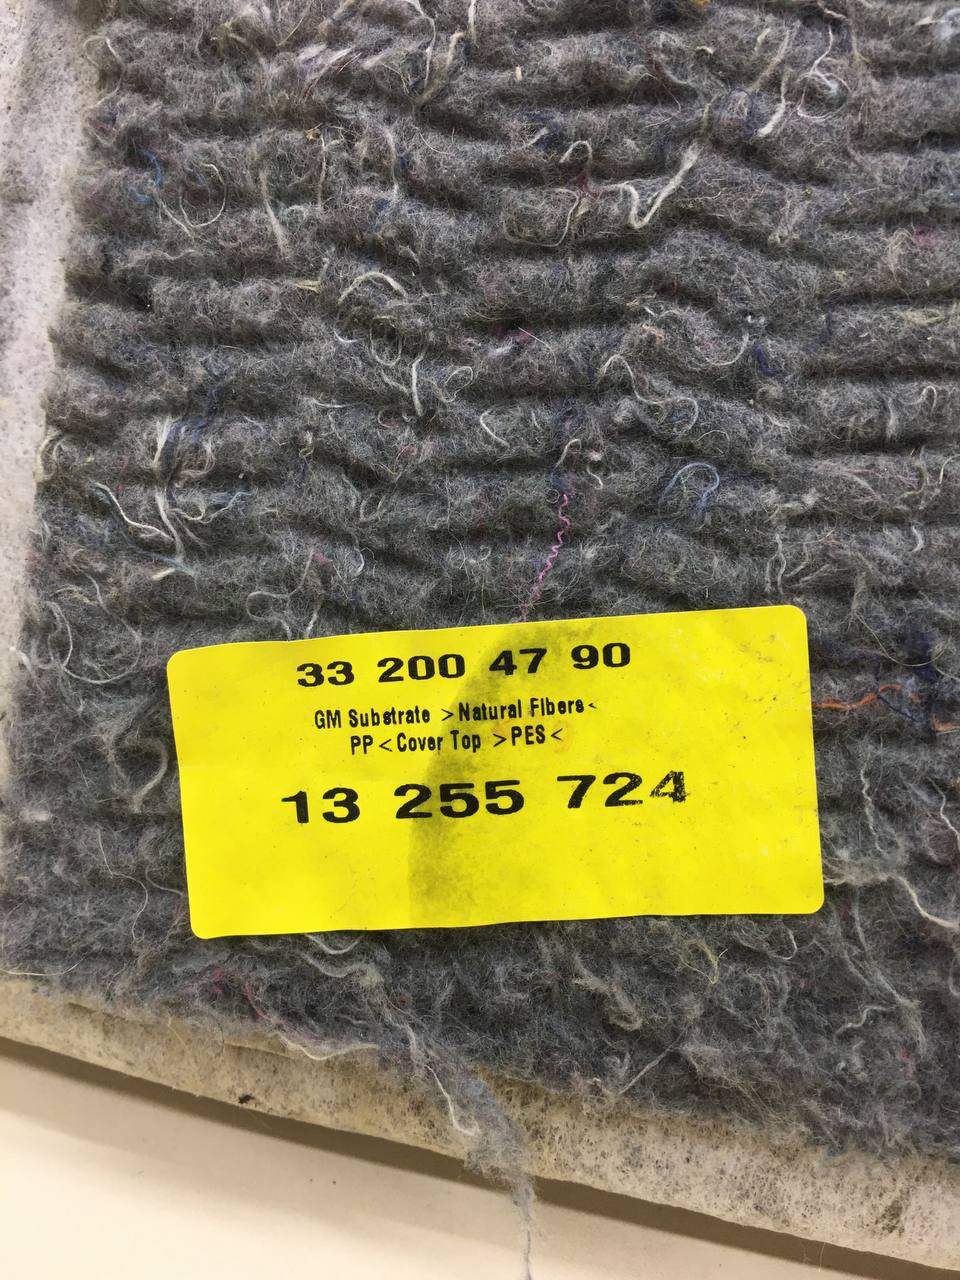 33 200 47 90
GM Substrate >Natural Fibers<
PP<Cover Top >PES<
13 255 724